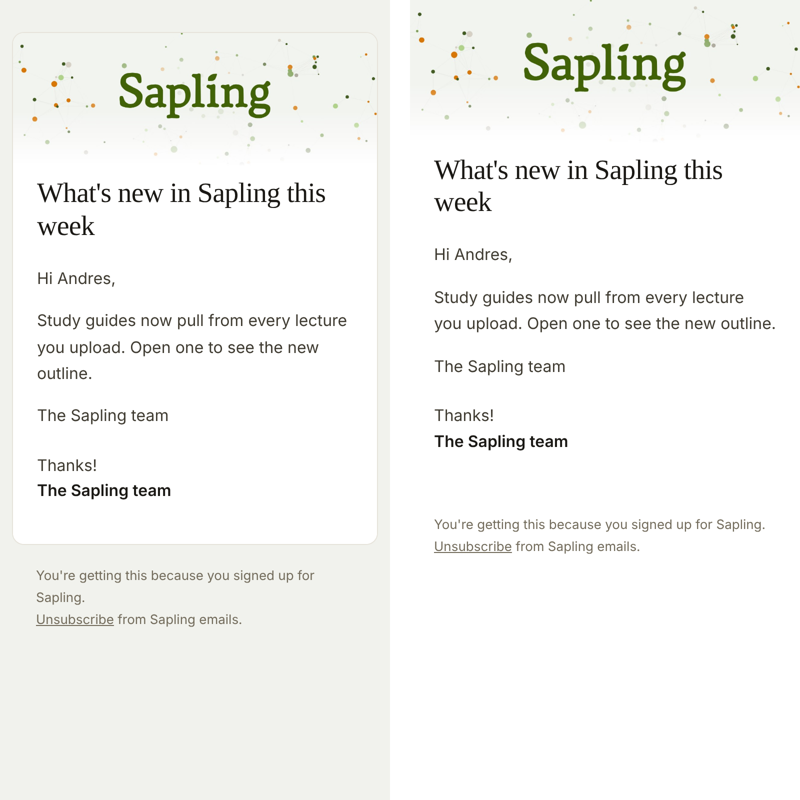 Sapling
What's new in Sapling this
week
Hi Andres,
Study guides now pull from every lecture
you upload. Open one to see the new
outline.
The Sapling team
Thanks!
The Sapling team
You're getting this because you signed up for
Sapling.
Unsubscribe from Sapling emails.
Sapling
What's new in Sapling this
week
Hi Andres,
Study guides now pull from every lecture
you upload. Open one to see the new outline.
The Sapling team
Thanks!
The Sapling team
You're getting this because you signed up for Sapling.
Unsubscribe from Sapling emails.